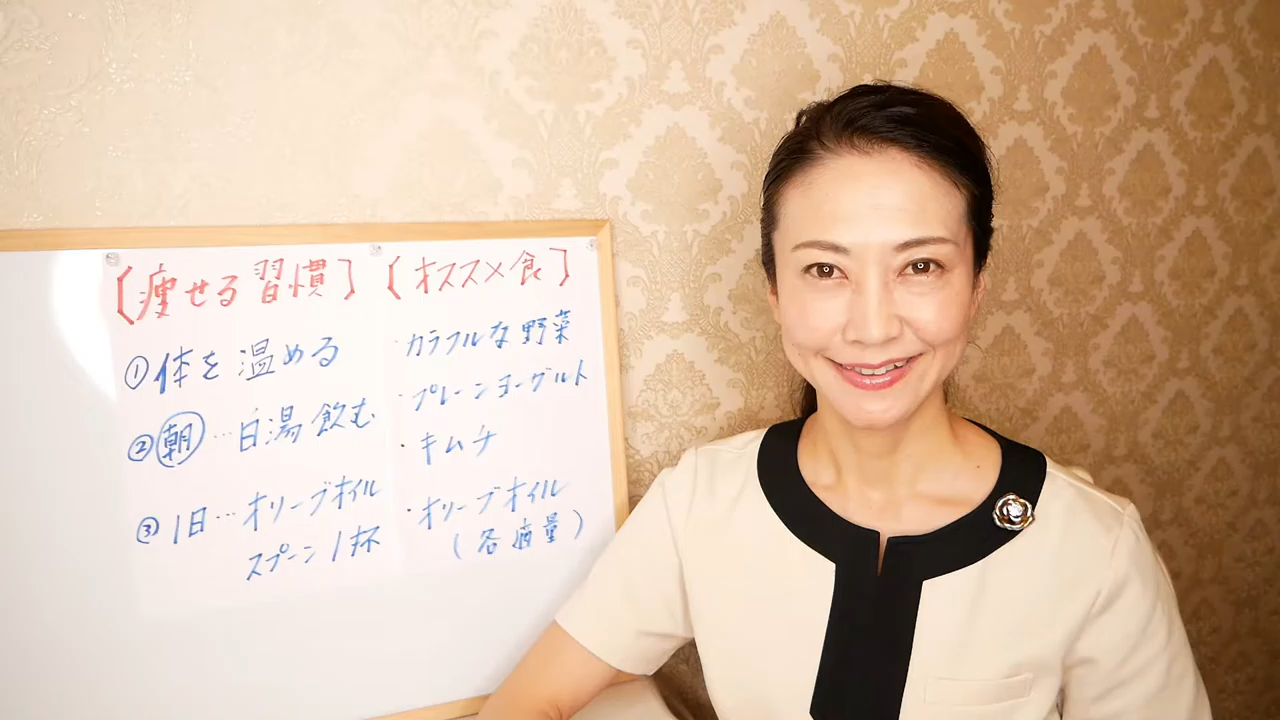 【痩せる習慣】
①体を温める
②朝…白湯飲む
③1日…オリーブオイル
スプーン1杯
【オススメ食】
・カラフルな野菜
・プレーンヨーグルト
・キムチ
・オリーブオイル
(各適量)